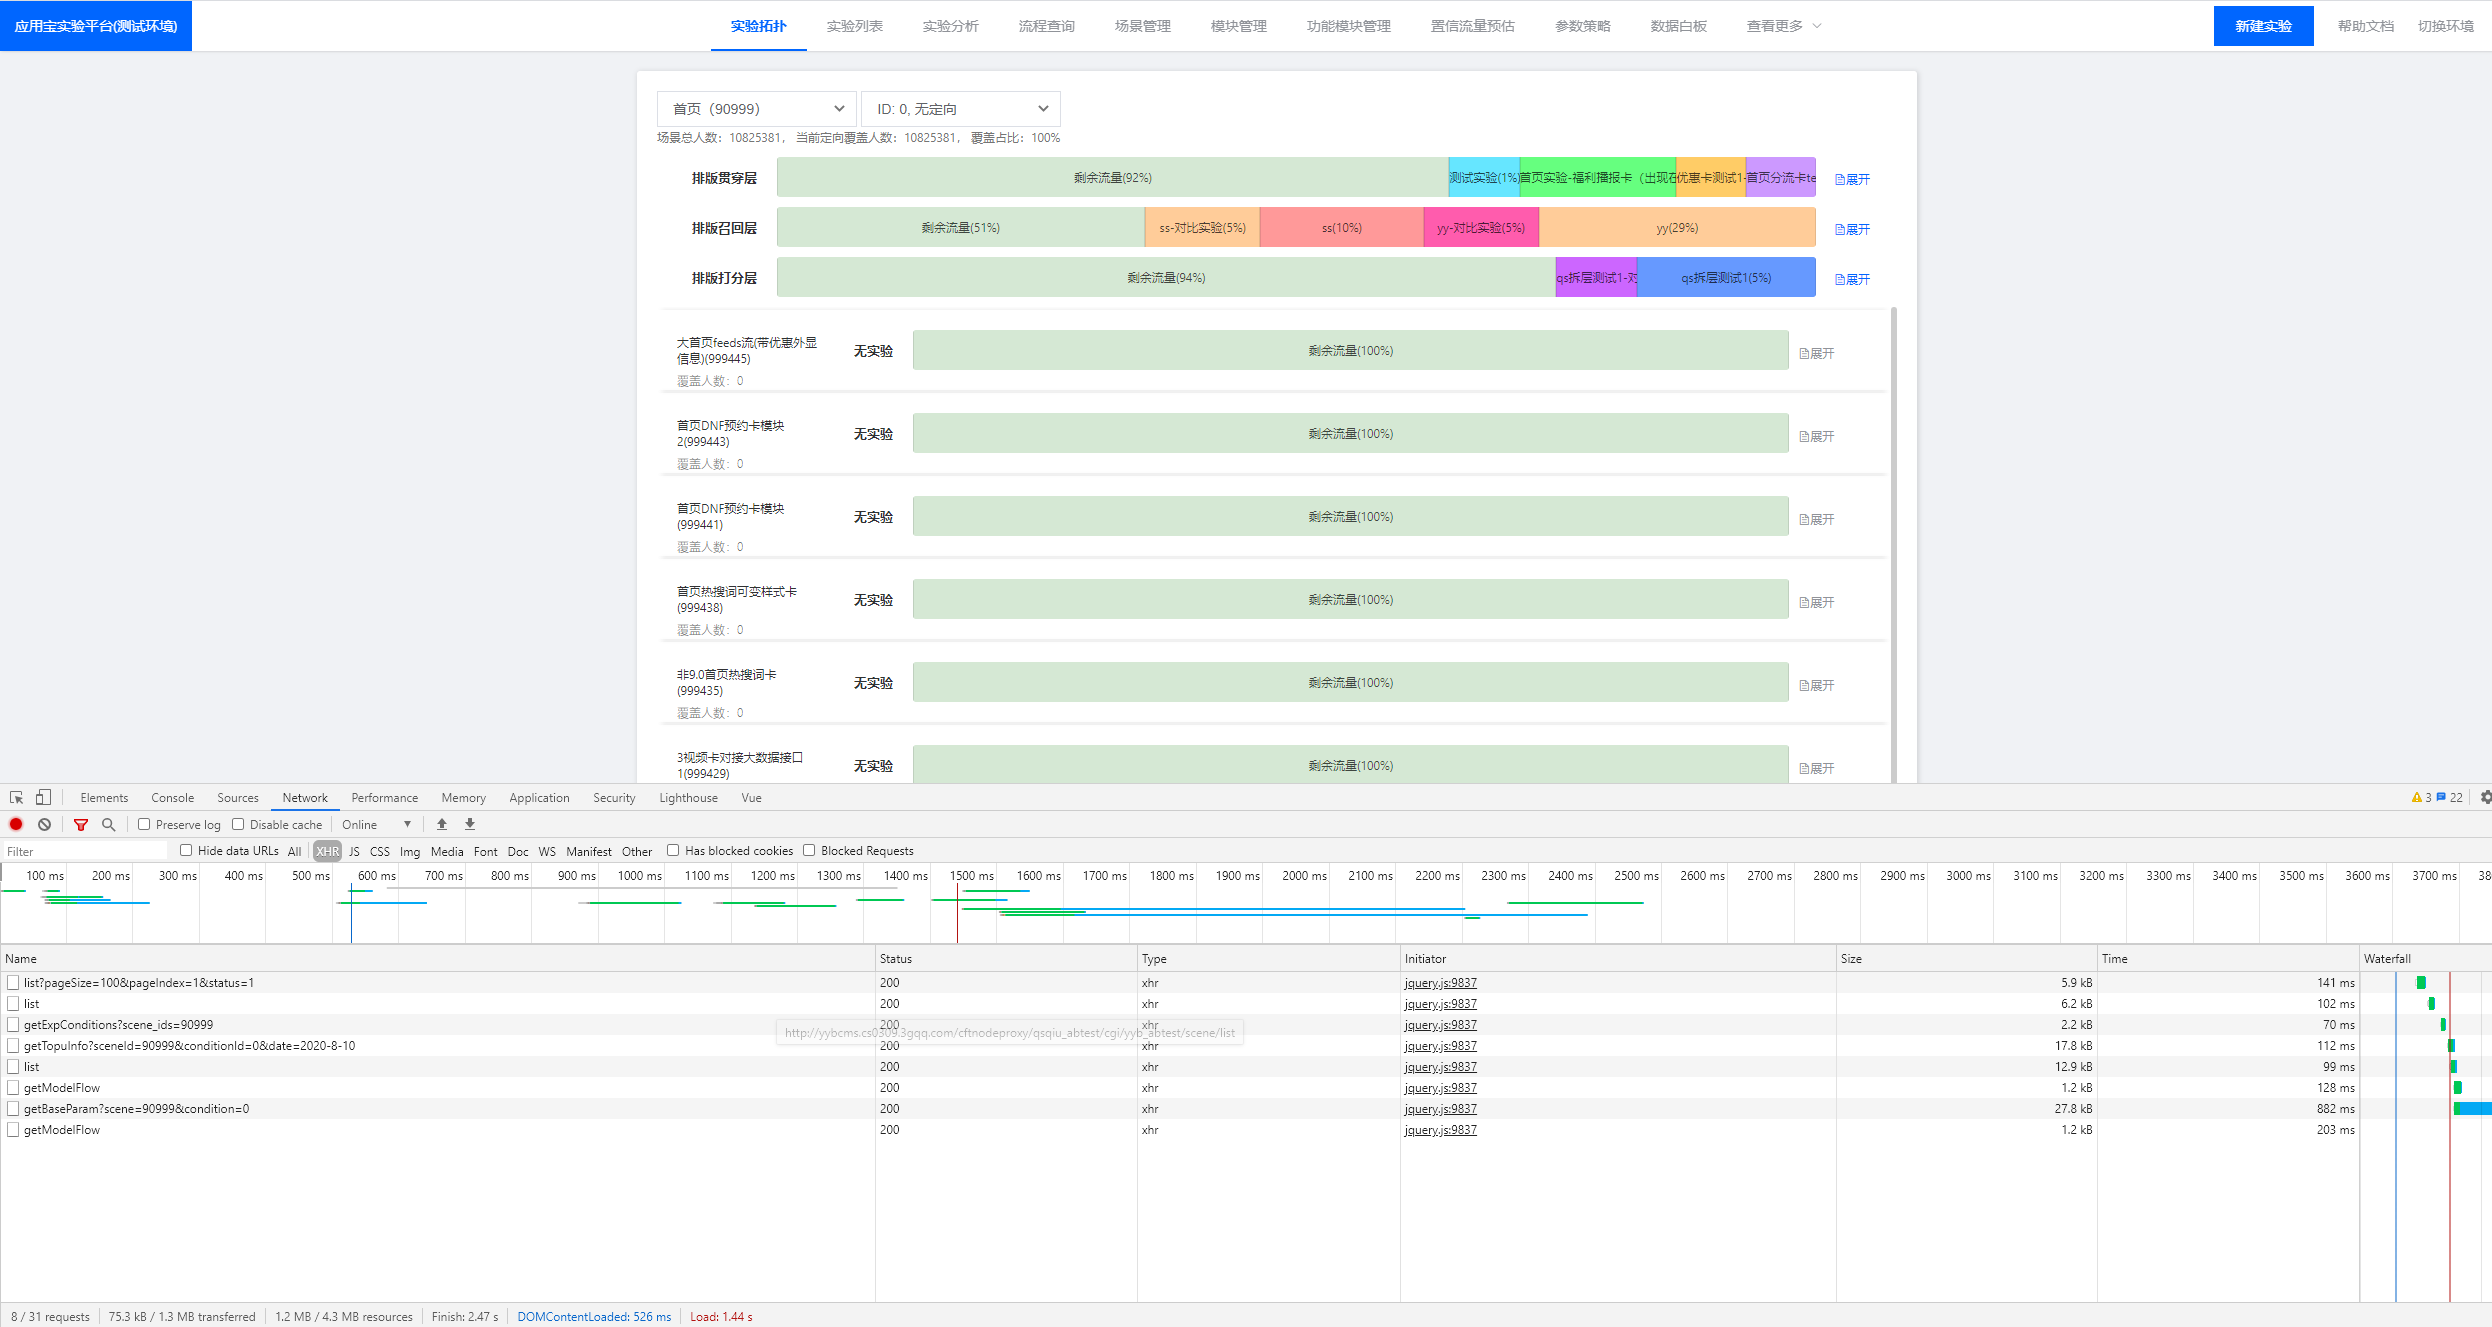 应用宝实验平台(测试环境)
实验拓扑 实验列表 实验分析 流程查询 场景管理 模块管理 功能模块管理 置信流量预估 参数策略 数据白板 查看更多
新建实验 帮助文档 切换环境
首页（90999） ID: 0, 无定向
场景总人数：10825381， 当前定向覆盖人数：10825381， 覆盖占比：100%
排版贯穿层 剩余流量(92%) 测试实验(1%) 首页实验-福利播报卡（出现在 优惠卡测试1- 首页分流卡te 展开
排版召回层 剩余流量(51%) ss-对比实验(5%) ss(10%) yy-对比实验(5%) yy(29%) 展开
排版打分层 剩余流量(94%) qs拆层测试1-对 qs拆层测试1(5%) 展开
大首页feeds流(带优惠外显
信息)(999445)
覆盖人数：0
无实验 剩余流量(100%) 展开
首页DNF预约卡模块
2(999443)
覆盖人数：0
无实验 剩余流量(100%) 展开
首页DNF预约卡模块
(999441)
覆盖人数：0
无实验 剩余流量(100%) 展开
首页热搜词可变样式卡
(999438)
覆盖人数：0
无实验 剩余流量(100%) 展开
非9.0首页热搜词卡
(999435)
覆盖人数：0
无实验 剩余流量(100%) 展开
3视频卡对接大数据接口
1(999429)
无实验 剩余流量(100%) 展开
Elements Console Sources Network Performance Memory Application Security Lighthouse Vue 3 22
Preserve log Disable cache Online
Filter Hide data URLs All XHR JS CSS Img Media Font Doc WS Manifest Other Has blocked cookies Blocked Requests
100 ms 200 ms 300 ms 400 ms 500 ms 600 ms 700 ms 800 ms 900 ms 1000 ms 1100 ms 1200 ms 1300 ms 1400 ms 1500 ms 1600 ms 1700 ms 1800 ms 1900 ms 2000 ms 2100 ms 2200 ms 2300 ms 2400 ms 2500 ms 2600 ms 2700 ms 2800 ms 2900 ms 3000 ms 3100 ms 3200 ms 3300 ms 3400 ms 3500 ms 3600 ms 3700 ms 38
Name Status Type Initiator Size Time Waterfall
list?pageSize=100&pageIndex=1&status=1 200 xhr jquery.js:9837 5.9 kB 141 ms
list 200 xhr jquery.js:9837 6.2 kB 102 ms
getExpConditions?scene_ids=90999 200 xhr jquery.js:9837 2.2 kB 70 ms
http://yybcms.cs0309.3gqq.com/cftnodeproxy/qsqiu_abtest/cgi/yyb_abtest/scene/list
getTopuInfo?sceneId=90999&conditionId=0&date=2020-8-10 200 xhr jquery.js:9837 17.8 kB 112 ms
list 200 xhr jquery.js:9837 12.9 kB 99 ms
getModelFlow 200 xhr jquery.js:9837 1.2 kB 128 ms
getBaseParam?scene=90999&condition=0 200 xhr jquery.js:9837 27.8 kB 882 ms
getModelFlow 200 xhr jquery.js:9837 1.2 kB 203 ms
8 / 31 requests 75.3 kB / 1.3 MB transferred 1.2 MB / 4.3 MB resources Finish: 2.47 s DOMContentLoaded: 526 ms Load: 1.44 s